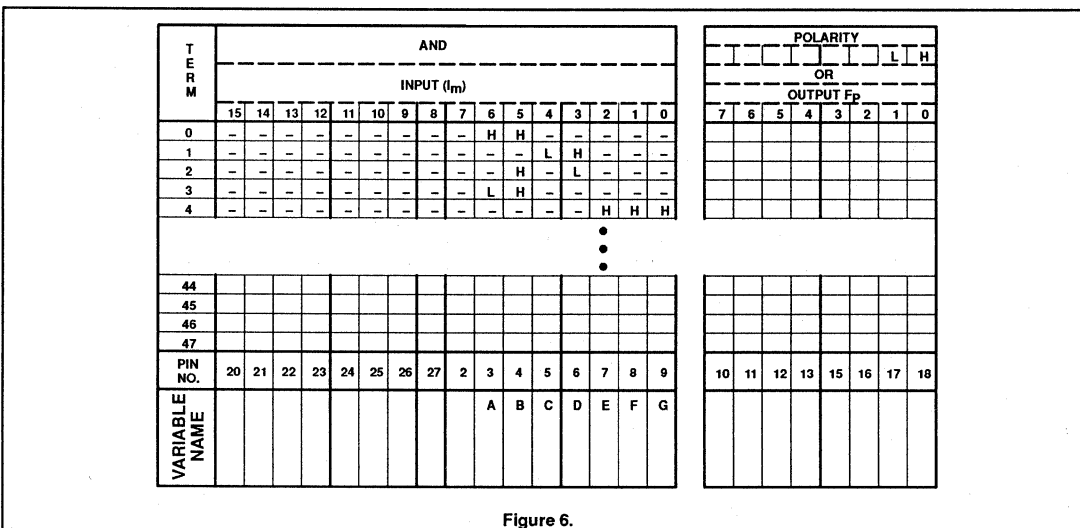 TERM
AND
INPUT (Im)
15 14 13 12 11 10 9 8 7 6 5 4 3 2 1 0
POLARITY
L H
OR
OUTPUT FP
7 6 5 4 3 2 1 0
0 – – – – – – – – – H H – – – – –
1 – – – – – – – – – – – L H – – –
2 – – – – – – – – – – H – L – – –
3 – – – – – – – – – L H – – – – –
4 – – – – – – – – – – – – – H H H
44
45
46
47
PIN NO. 20 21 22 23 24 25 26 27 2 3 4 5 6 7 8 9
10 11 12 13 15 16 17 18
VARIABLE NAME A B C D E F G
Figure 6.